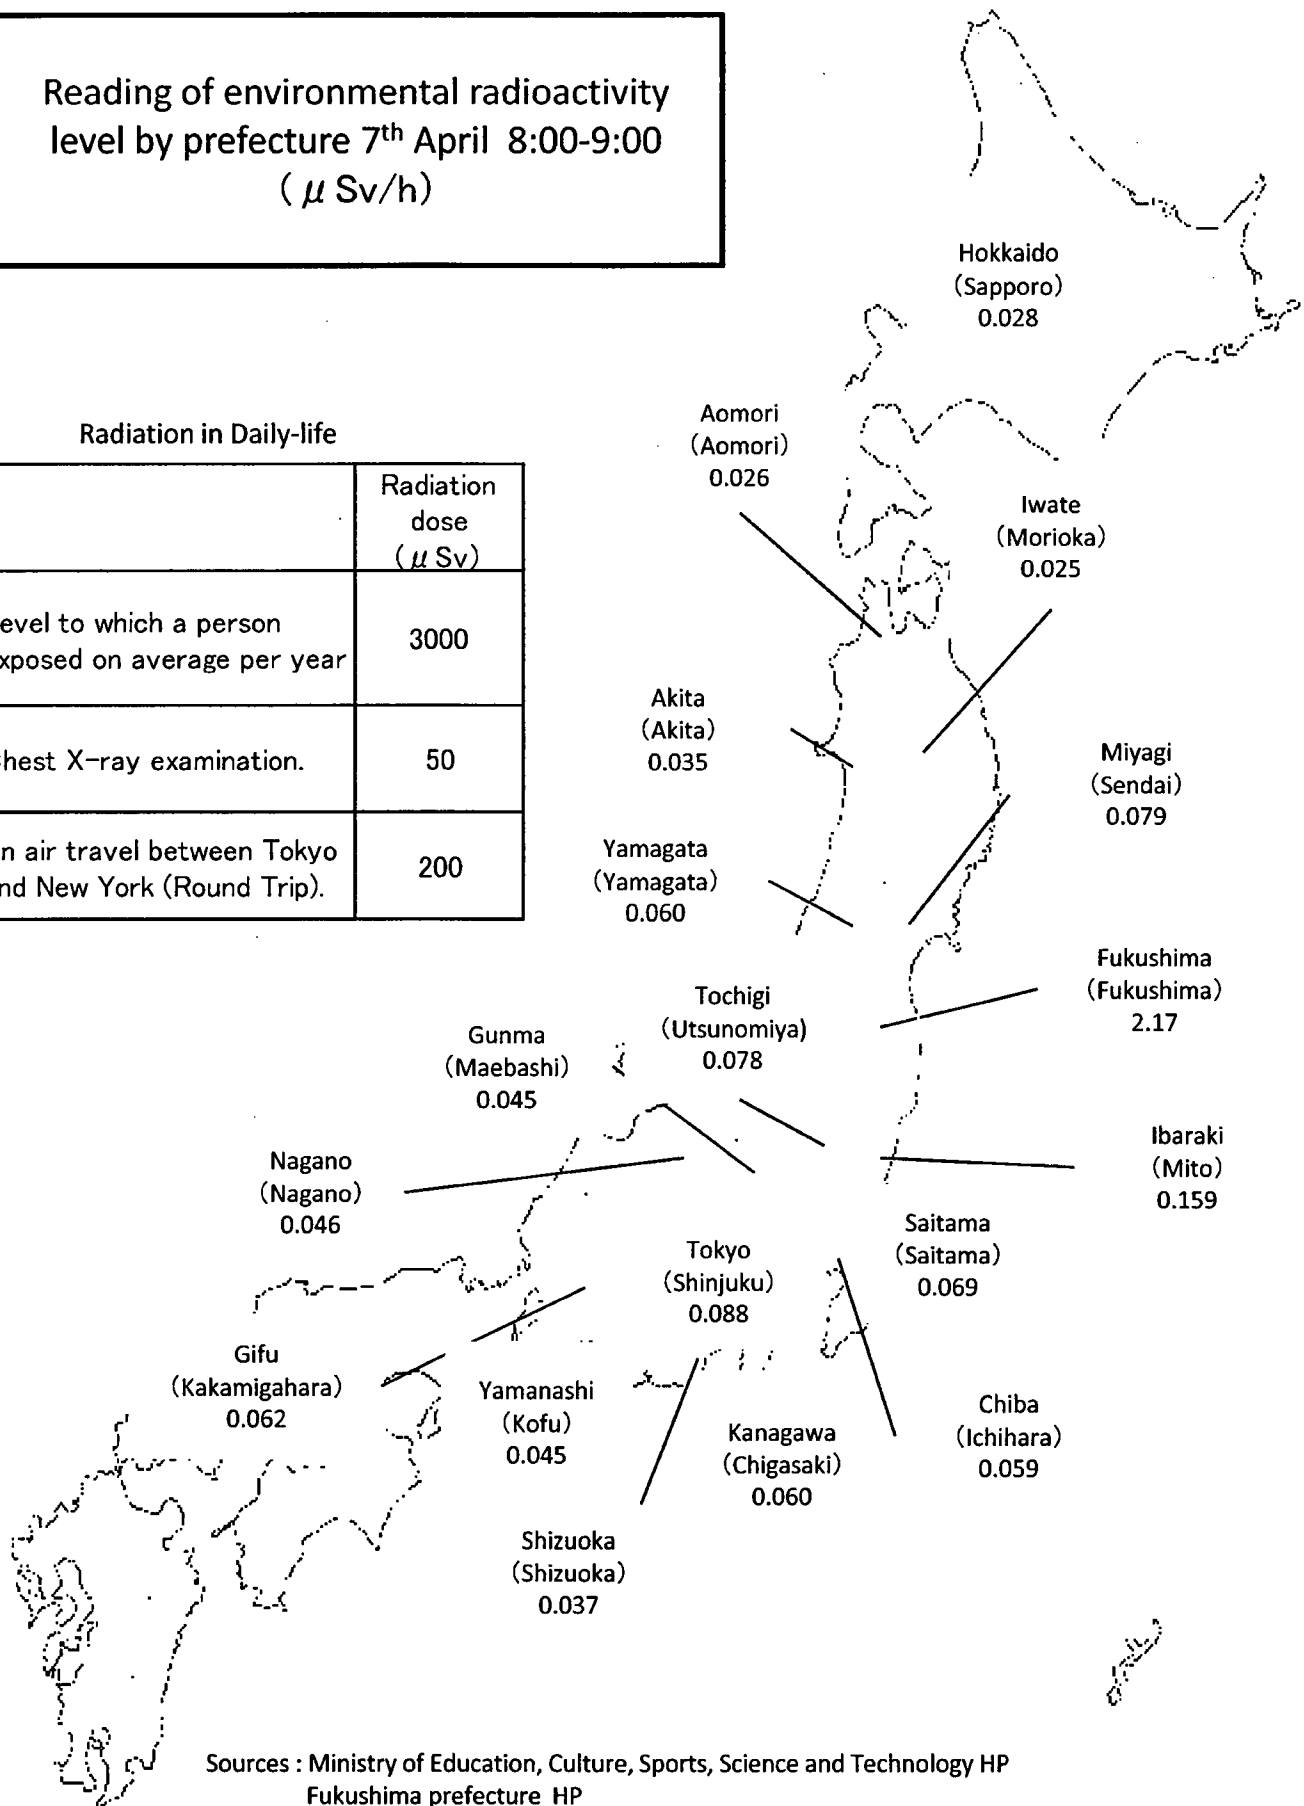 Reading of environmental radioactivity
level by prefecture 7th April 8:00-9:00
(μ Sv/h)
Hokkaido
(Sapporo)
0.028
Aomori
(Aomori)
0.026
Iwate
(Morioka)
0.025
Radiation in Daily-life
Radiation
dose
(μ Sv)
evel to which a person
xposed on average per year
3000
hest X-ray examination.
50
n air travel between Tokyo
nd New York (Round Trip).
200
Akita
(Akita)
0.035
Miyagi
(Sendai)
0.079
Yamagata
(Yamagata)
0.060
Fukushima
(Fukushima)
2.17
Tochigi
(Utsunomiya)
0.078
Gunma
(Maebashi)
0.045
Ibaraki
(Mito)
0.159
Nagano
(Nagano)
0.046
Saitama
(Saitama)
0.069
Tokyo
(Shinjuku)
0.088
Gifu
(Kakamigahara)
0.062
Yamanashi
(Kofu)
0.045
Kanagawa
(Chigasaki)
0.060
Chiba
(Ichihara)
0.059
Shizuoka
(Shizuoka)
0.037
Sources : Ministry of Education, Culture, Sports, Science and Technology HP
Fukushima prefecture HP